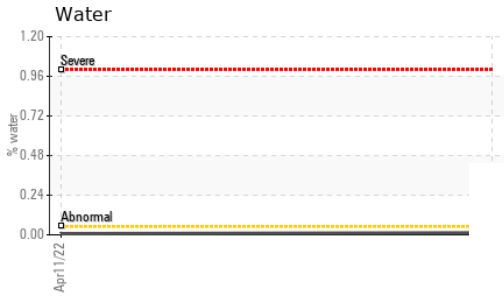 Water
1.20
Severe
0.96
0.72
% water
0.48
0.24
Abnormal
0.00
Apr11/22